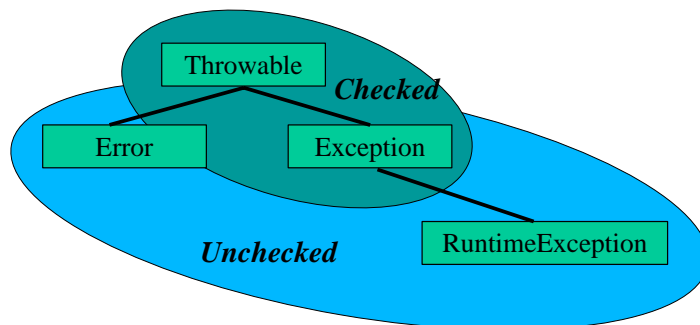 Throwable
Checked
Error
Exception
RuntimeException
Unchecked